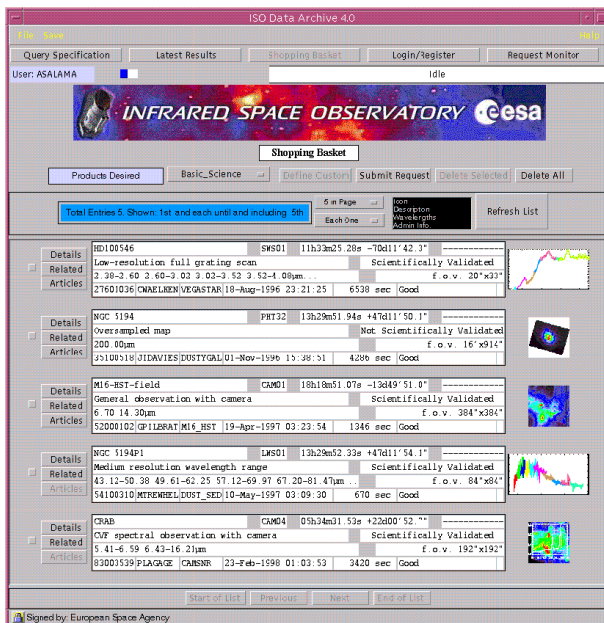 ISO Data Archive 4.0
File Save Help
Query Specification Latest Results Shopping Basket Login/Register Request Monitor
User: ASALAMA Idle
INFRARED SPACE OBSERVATORY esa
Shopping Basket
Products Desired Basic_Science Define Custom Submit Request Delete Selected Delete All
Total Entries 5. Shown: 1st and each until and including 5th
5 in Page
Each One
Icon
Descripton
Wavelengths
Admin Info.
Refresh List
Details
Related
Articles
HD100546 SWS01 11h33m25.28s -70d11'42.3" ------------
Low-resolution full grating scan Scientifically Validated
2.38-2.60 2.60-3.02 3.02-3.52 3.52-4.08µm... f.o.v. 20"x33"
27601036 CWAELKEN VEGASTAR 18-Aug-1996 23:21:25 6538 sec Good
Details
Related
Articles
NGC 5194 PHT32 13h29m51.94s +47d11'50.1" ------------
Oversampled map Not Scientifically Validated
200.00µm f.o.v. 16'x914"
35100518 JIDAVIES DUSTYGAL 01-Nov-1996 15:38:51 4286 sec Good
Details
Related
Articles
M16-HST-field CAM01 18h18m51.07s -13d49'51.0" ------------
General observation with camera Scientifically Validated
6.70 14.30µm f.o.v. 384"x384"
52000102 GPILBRAT M16_HST 19-Apr-1997 03:23:54 1346 sec Good
Details
Related
Articles
NGC 5194P1 LWS01 13h29m52.33s +47d11'54.1" ------------
Medium resolution wavelength range Scientifically Validated
43.12-50.38 49.61-62.25 57.12-69.97 67.20-81.47µm... f.o.v. 84"x84"
54100310 MTREWHEL DUST_SED 10-May-1997 03:09:30 670 sec Good
Details
Related
Articles
CRAB CAM04 05h34m31.53s +22d00'52."" ------------
CVF spectral observation with camera Scientifically Validated
5.41-6.59 6.43-16.21µm f.o.v. 192"x192"
83003539 PLAGAGE CAMSNR 23-Feb-1998 01:03:53 3420 sec Good
Start of List Previous Next End of List
Signed by: European Space Agency